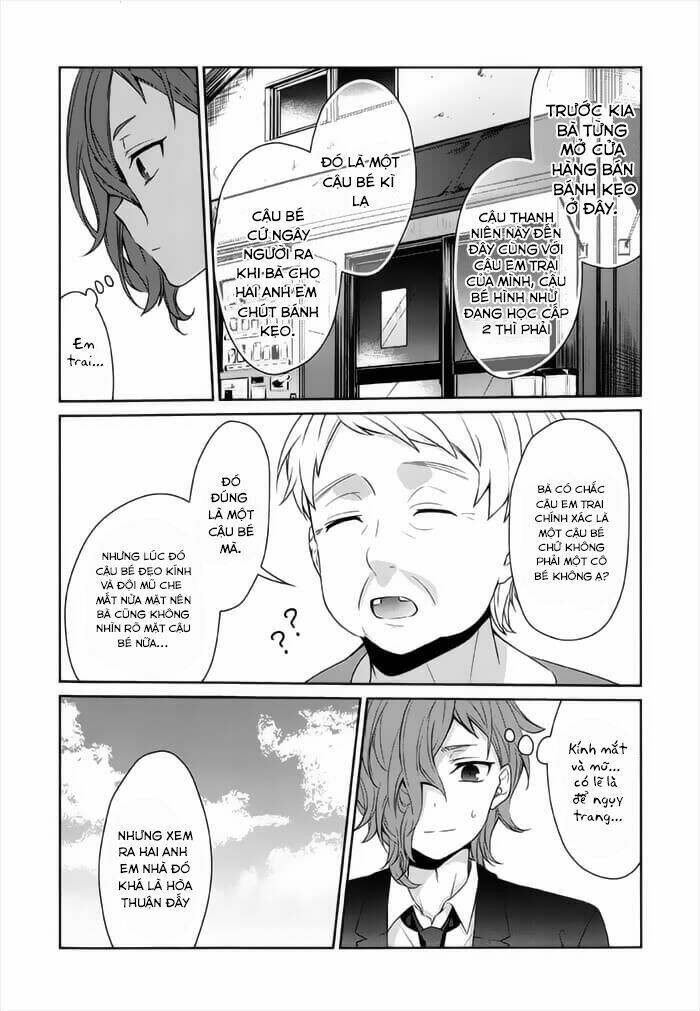 TRƯỚC KIA
BÀ TỪNG
MỞ CỬA
HÀNG BÁN
BÁNH KẸO
Ở ĐÂY.
CẬU THANH
NIÊN NÀY ĐẾN
ĐÂY CÙNG VỚI
CẬU EM TRAI
CỦA MÌNH, CẬU
BÉ HÌNH NHƯ
ĐANG HỌC CẤP
2 THÌ PHẢI
ĐÓ LÀ MỘT
CẬU BÉ KÌ
LẠ
CẬU BÉ
CỨ NGÂY
NGƯỜI RA
KHI BÀ CHO
HAI ANH EM
CHÚT BÁNH
KẸO.
Em
trai...
BÀ CÓ CHẮC
CẬU EM TRAI
CHÍNH XÁC LÀ
MỘT CẬU BÉ
CHỨ KHÔNG
PHẢI MỘT CÔ
BÉ KHÔNG Ạ?
ĐÓ
ĐÚNG
LÀ MỘT
CẬU BÉ
MÀ.
NHƯNG LÚC ĐÓ
CẬU BÉ ĐẸO KÍNH
VÀ ĐỘI MŨ CHE
MẤT NỬA MẶT NÊN
BÀ CŨNG KHÔNG
NHÌN RÕ MẶT CẬU
BÉ NỮA...
??
Kính mắt
và mũ...
có lẽ là
để ngụy
trang...
NHƯNG XEM
RA HAI ANH
EM NHÀ ĐÓ
KHÁ LÀ HÒA
THUẬN ĐẤY